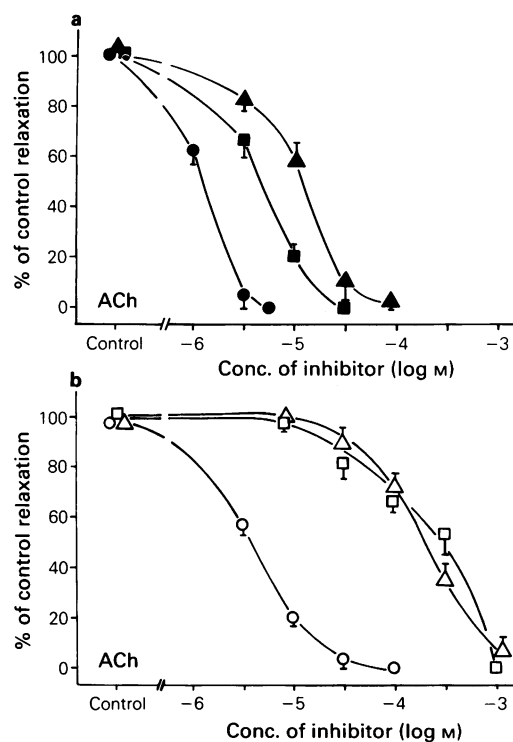 a
100
80
60
40
20
0
% of control relaxation
ACh
Control
−6
−5
−4
−3
Conc. of inhibitor (log M)
b
100
80
60
40
20
0
% of control relaxation
ACh
Control
−6
−5
−4
−3
Conc. of inhibitor (log M)